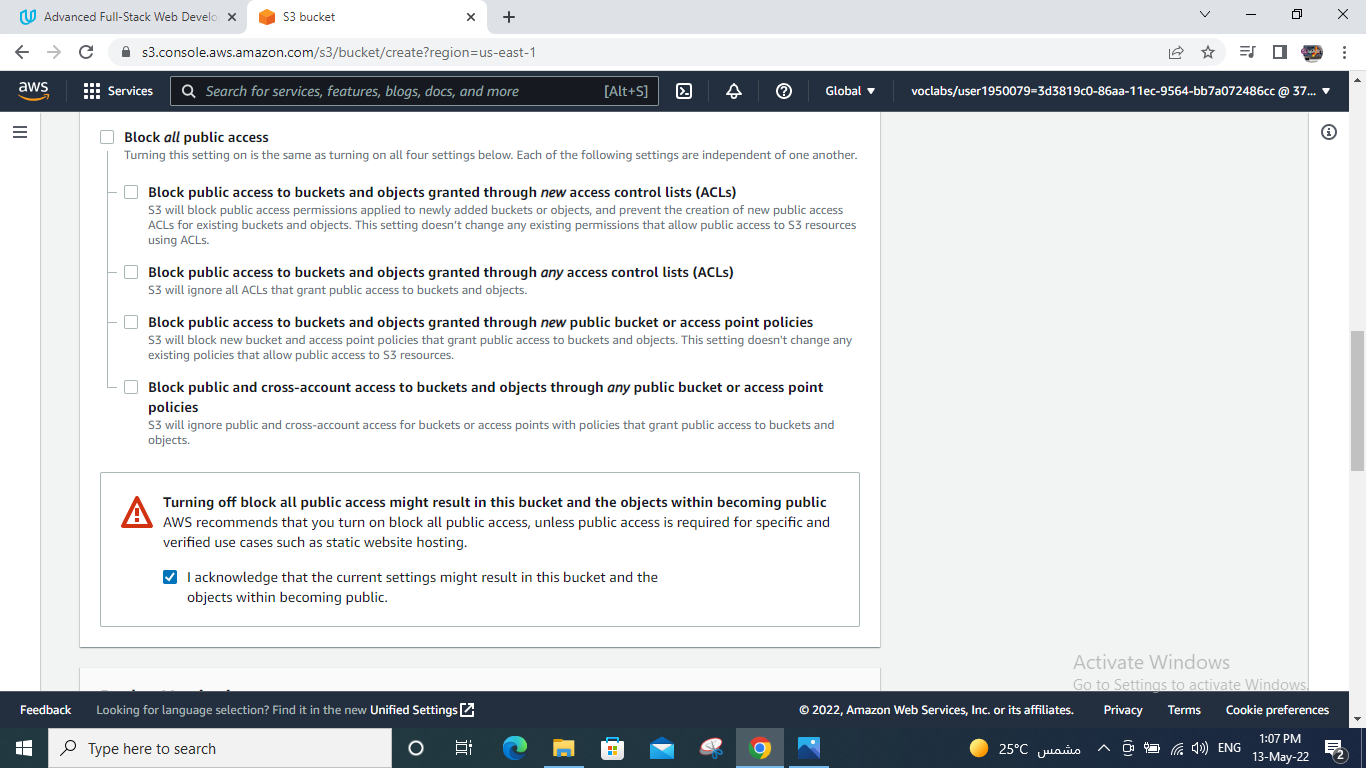 Advanced Full-Stack Web Develo
S3 bucket
s3.console.aws.amazon.com/s3/bucket/create?region=us-east-1
aws
Services
Search for services, features, blogs, docs, and more
[Alt+S]
Global
voclabs/user1950079=3d3819c0-86aa-11ec-9564-bb7a072486cc @ 37...
Block all public access
Turning this setting on is the same as turning on all four settings below. Each of the following settings are independent of one another.
Block public access to buckets and objects granted through new access control lists (ACLs)
S3 will block public access permissions applied to newly added buckets or objects, and prevent the creation of new public access
ACLs for existing buckets and objects. This setting doesn't change any existing permissions that allow public access to S3 resources
using ACLs.
Block public access to buckets and objects granted through any access control lists (ACLs)
S3 will ignore all ACLs that grant public access to buckets and objects.
Block public access to buckets and objects granted through new public bucket or access point policies
S3 will block new bucket and access point policies that grant public access to buckets and objects. This setting doesn't change any
existing policies that allow public access to S3 resources.
Block public and cross-account access to buckets and objects through any public bucket or access point
policies
S3 will ignore public and cross-account access for buckets or access points with policies that grant public access to buckets and
objects.
Turning off block all public access might result in this bucket and the objects within becoming public
AWS recommends that you turn on block all public access, unless public access is required for specific and
verified use cases such as static website hosting.
I acknowledge that the current settings might result in this bucket and the
objects within becoming public.
Activate Windows
Go to Settings to activate Windows.
Feedback
Looking for language selection? Find it in the new Unified Settings
© 2022, Amazon Web Services, Inc. or its affiliates.
Privacy
Terms
Cookie preferences
Type here to search
25°C مشمس
ENG
1:07 PM
13-May-22
2